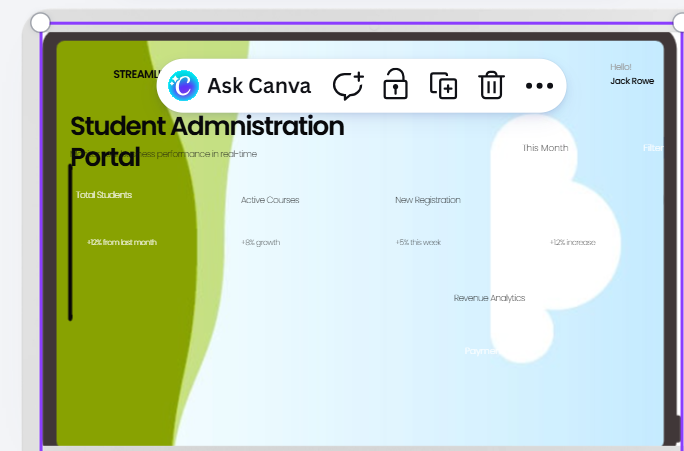 Ask Canva
Hello!
STREAML
Jack Rowe
Student Admnistration
Portal
ess performance in real-time
This Month
Filter
Total Students
Active Courses
New Registration
+12% from last month
+8% growth
+5% this week
+12% increase
Revenue Analytics
Payme